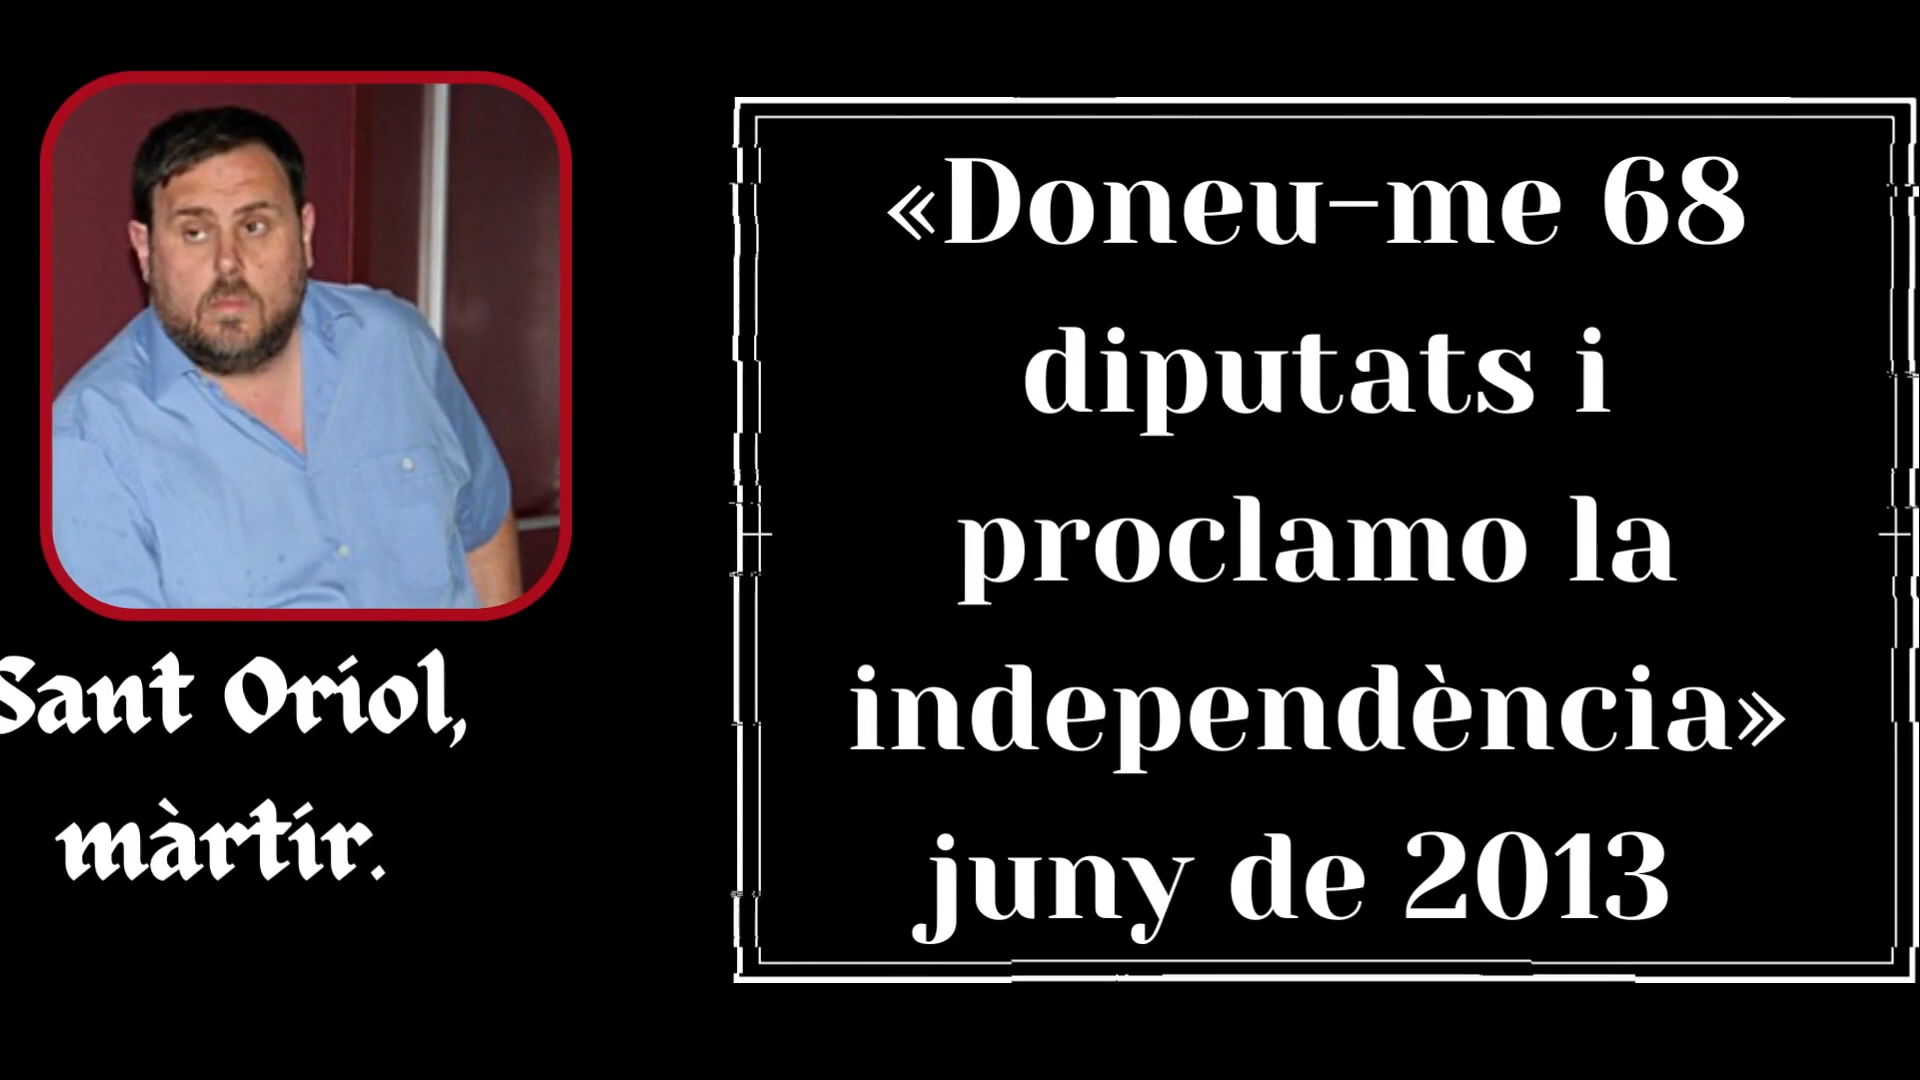 Sant Oriol,
màrtir.
«Doneu-me 68
diputats i
proclamo la
independència»
juny de 2013